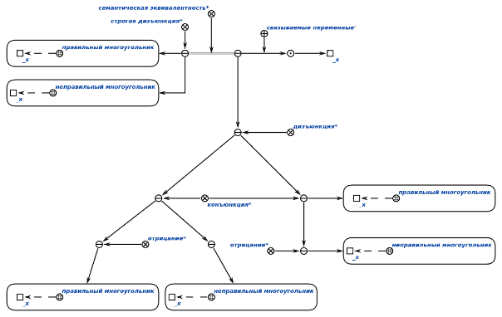 семантическая эквивалентность*
строгая дизъюнкция*
связываемые переменные'
правильный многоугольник
_x
_x
неправильный многоугольник
_x
дизъюнкция*
конъюнкция*
правильный многоугольник
_x
отрицание*
отрицание*
неправильный многоугольник
_x
правильный многоугольник
_x
неправильный многоугольник
_x